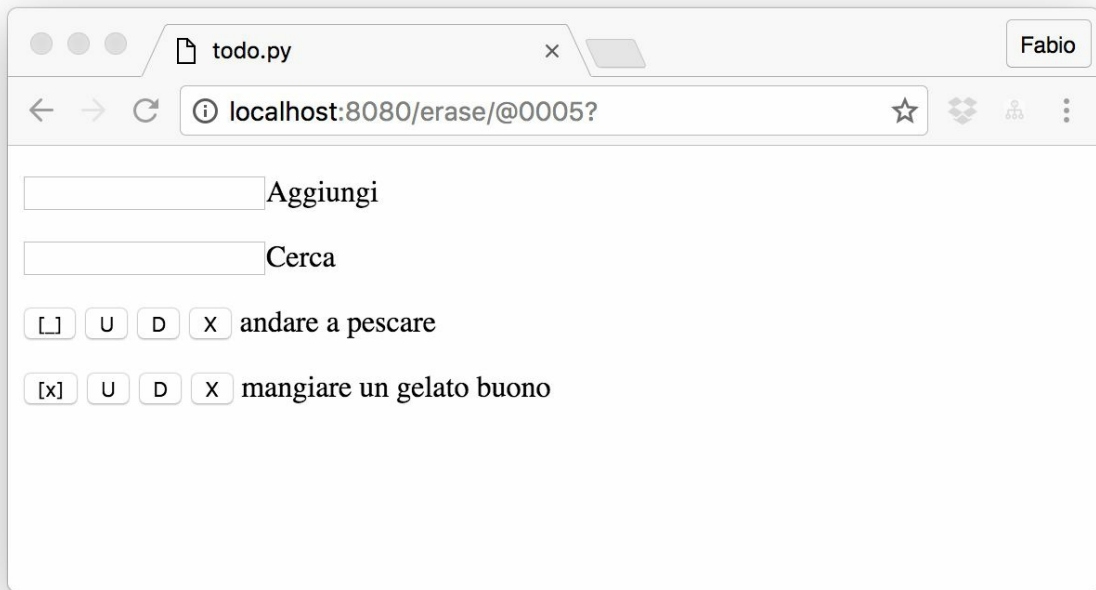 todo.py
Fabio
localhost:8080/erase/@0005?
Aggiungi
Cerca
[_] U D X andare a pescare
[x] U D X mangiare un gelato buono